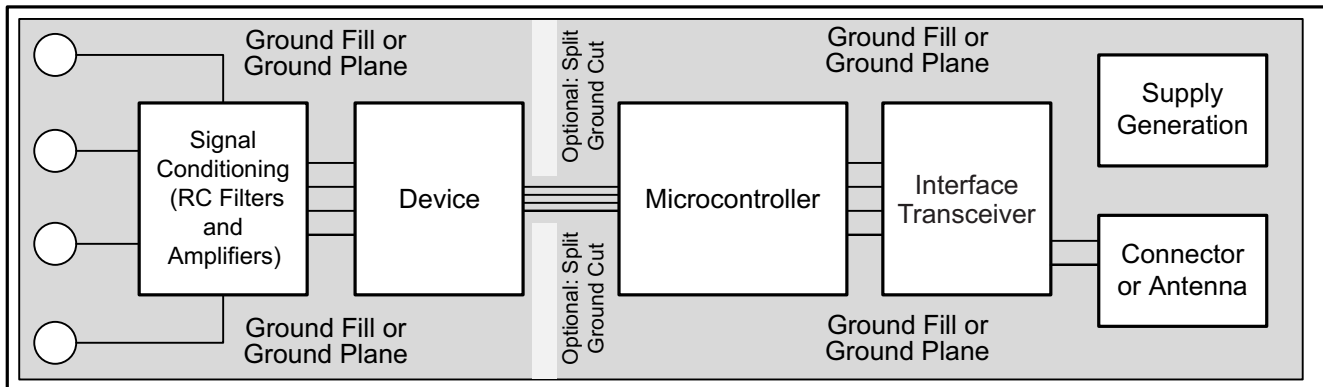 Ground Fill or
Ground Plane
Optional: Split
Ground Cut
Ground Fill or
Ground Plane
Supply
Generation
Signal
Conditioning
(RC Filters
and
Amplifiers)
Device
Microcontroller
Interface
Transceiver
Connector
or Antenna
Ground Fill or
Ground Plane
Optional: Split
Ground Cut
Ground Fill or
Ground Plane